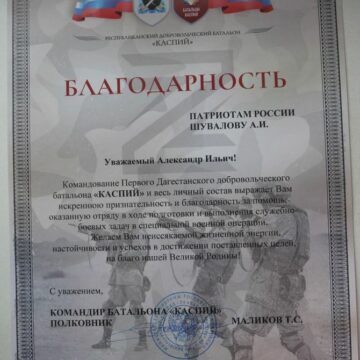 БАТАЛЬОН
КАСПИЙ
РЕСПУБЛИКАНСКИЙ ДОБРОВОЛЬЧЕСКИЙ БАТАЛЬОН
«КАСПИЙ»
БЛАГОДАРНОСТЬ
ПАТРИОТАМ РОССИИ
ШУВАЛОВУ А.И.
Уважаемый Александр Ильич!
Командование Первого Дагестанского добровольческого
батальона «КАСПИЙ» и весь личный состав выражает Вам
искреннюю признательность и благодарность за помощь,
оказанную отряду в ходе подготовки и выполнения служебно-
боевых задач в специальной военной операции.
Желаем Вам неиссякаемой жизненной энергии,
настойчивости и успехов в достижении поставленных целей,
на благо нашей Великой Родины!
С уважением,
КОМАНДИР БАТАЛЬОНА «КАСПИЙ»
ПОЛКОВНИК МАЛИКОВ Т.С.